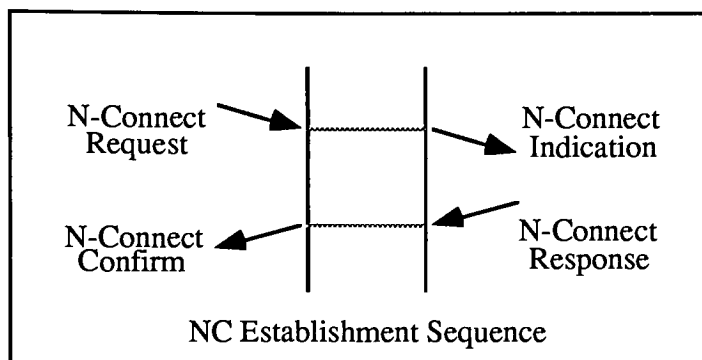 N-Connect
Request
N-Connect
Indication
N-Connect
Confirm
N-Connect
Response
NC Establishment Sequence